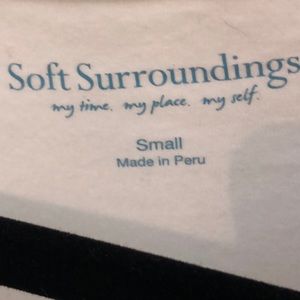 Soft Surroundings
my time. my place. my self.
Small
Made in Peru